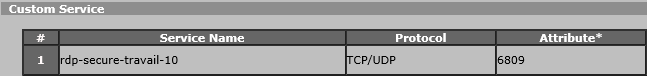 Custom Service
# Service Name Protocol Attribute*
1 rdp-secure-travail-10 TCP/UDP 6809